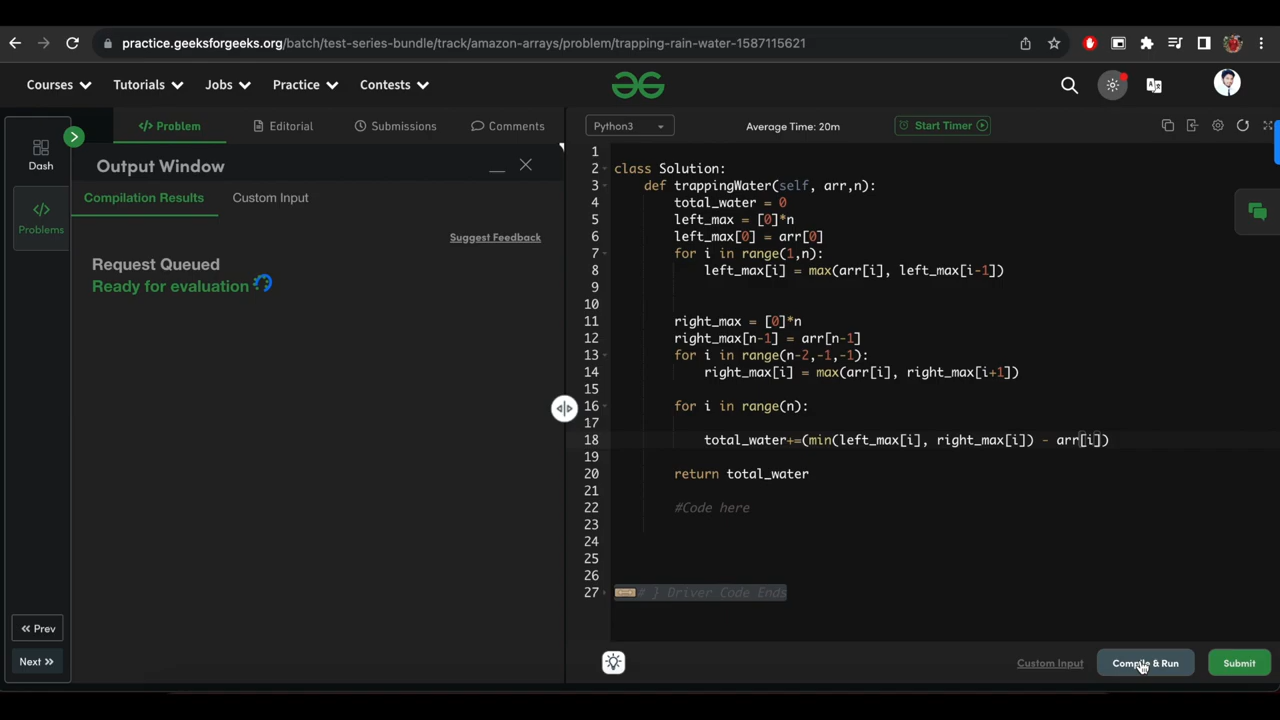 practice.geeksforgeeks.org/batch/test-series-bundle/track/amazon-arrays/problem/trapping-rain-water-1587115621
Courses Tutorials Jobs Practice Contests
</> Problem Editorial Submissions Comments
Python3 Average Time: 20m Start Timer
Dash
Problems
Output Window
Compilation Results Custom Input
Suggest Feedback
Request Queued
Ready for evaluation
1
2 class Solution:
3 def trappingWater(self, arr,n):
4 total_water = 0
5 left_max = [0]*n
6 left_max[0] = arr[0]
7 for i in range(1,n):
8 left_max[i] = max(arr[i], left_max[i-1])
9
10
11 right_max = [0]*n
12 right_max[n-1] = arr[n-1]
13 for i in range(n-2,-1,-1):
14 right_max[i] = max(arr[i], right_max[i+1])
15
16 for i in range(n):
17
18 total_water+=(min(left_max[i], right_max[i]) - arr[i])
19
20 return total_water
21
22 #Code here
23
24
25
26
27 # } Driver Code Ends
« Prev
Next »
Custom Input Compile & Run Submit